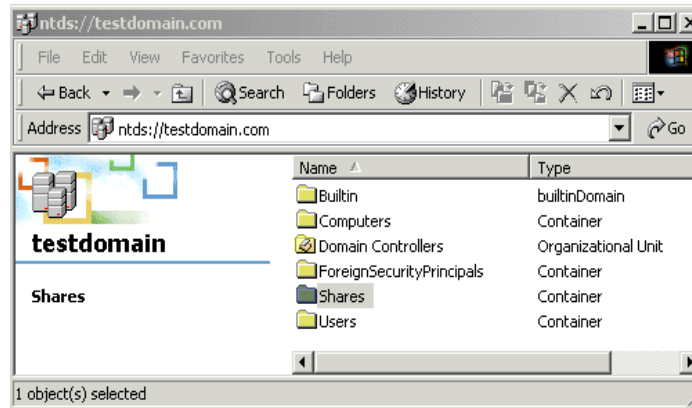 ntds://testdomain.com
File Edit View Favorites Tools Help
Back Search Folders History
Address ntds://testdomain.com Go
testdomain
Shares
Name Type
Builtin builtinDomain
Computers Container
Domain Controllers Organizational Unit
ForeignSecurityPrincipals Container
Shares Container
Users Container
1 object(s) selected